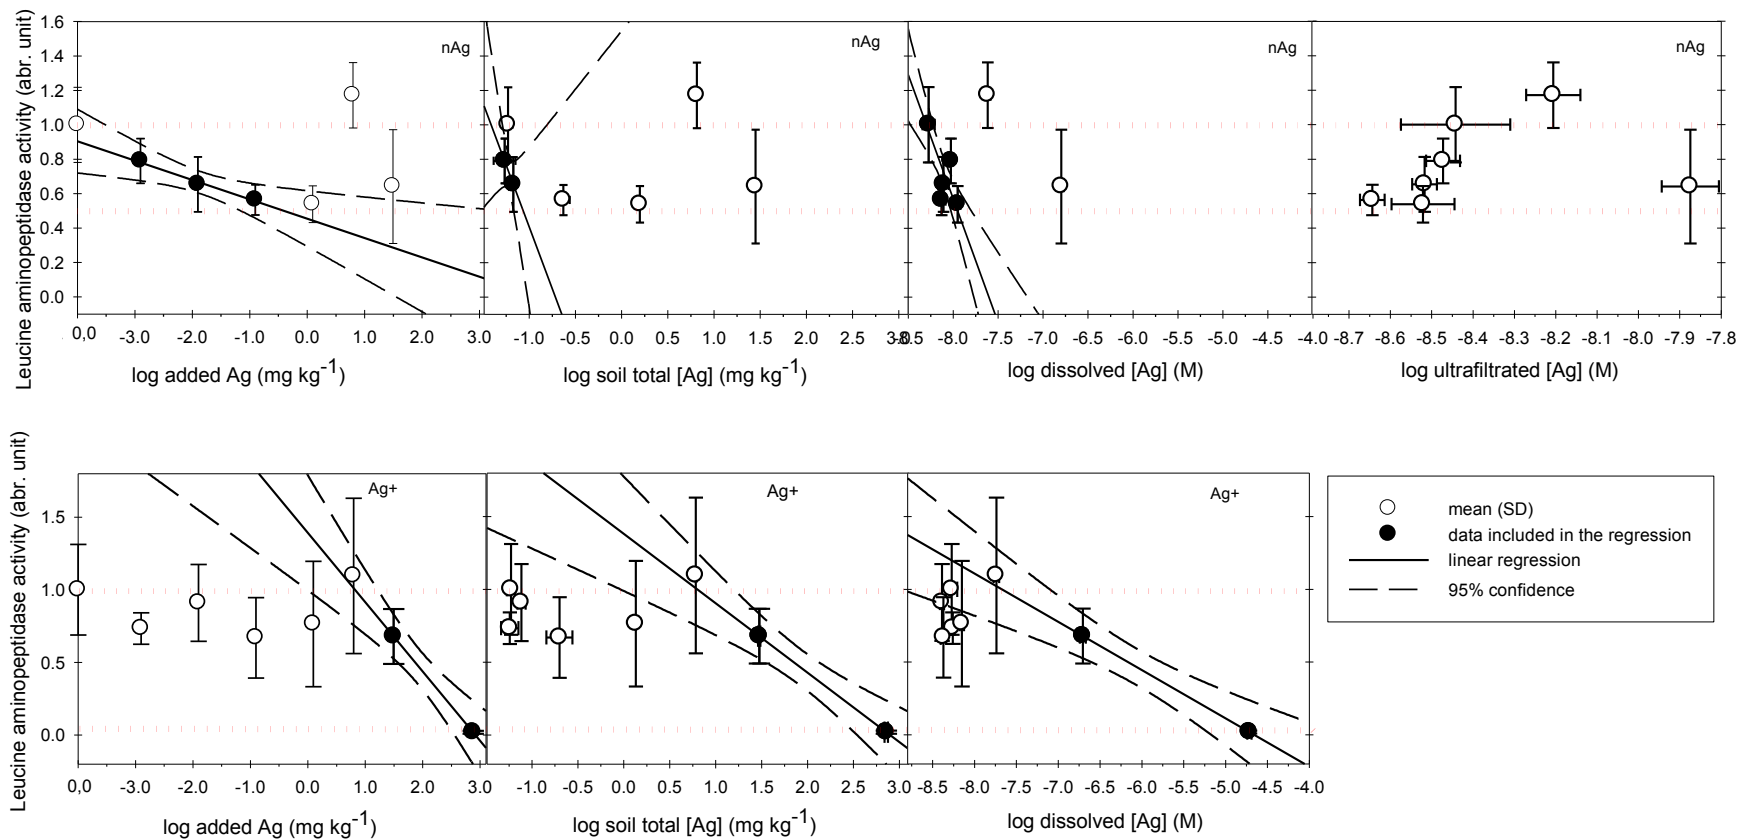 Leucine aminopeptidase activity (abr. unit)
1.6
1.4
1.2
1.0
0.8
0.6
0.4
0.2
0.0
nAg
nAg
nAg
nAg
0,0 -3.0 -2.0 -1.0 0.0 1.0 2.0 3.0
-0.5 0.0 0.5 1.0 1.5 2.0 2.5
-8.0 -7.5 -7.0 -6.5 -6.0 -5.5 -5.0 -4.5 -4.0
-8.7 -8.6 -8.5 -8.4 -8.3 -8.2 -8.1 -8.0 -7.9 -7.8
log added Ag (mg kg-1)
log soil total [Ag] (mg kg-1)
log dissolved [Ag] (M)
log ultrafiltrated [Ag] (M)
Leucine aminopeptidase activity (abr. unit)
1.5
1.0
0.5
0.0
Ag+
Ag+
Ag+
0,0 -3.0 -2.0 -1.0 0.0 1.0 2.0 3.0
-1.0 -0.5 0.0 0.5 1.0 1.5 2.0 2.5 3.0
-8.5 -8.0 -7.5 -7.0 -6.5 -6.0 -5.5 -5.0 -4.5 -4.0
log added Ag (mg kg-1)
log soil total [Ag] (mg kg-1)
log dissolved [Ag] (M)
mean (SD)
data included in the regression
linear regression
95% confidence